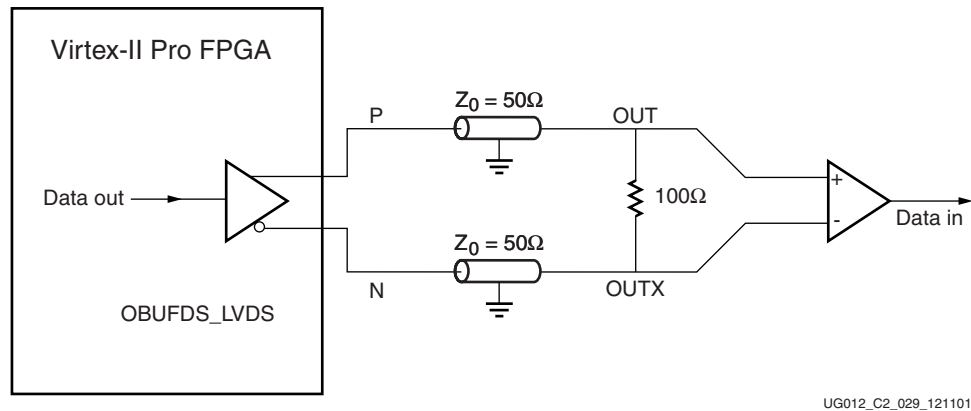 Virtex-II Pro FPGA
Z0 = 50Ω
P
OUT
Data out
+
100Ω
-
Data in
Z0 = 50Ω
N
OUTX
OBUFDS_LVDS
UG012_C2_029_121101